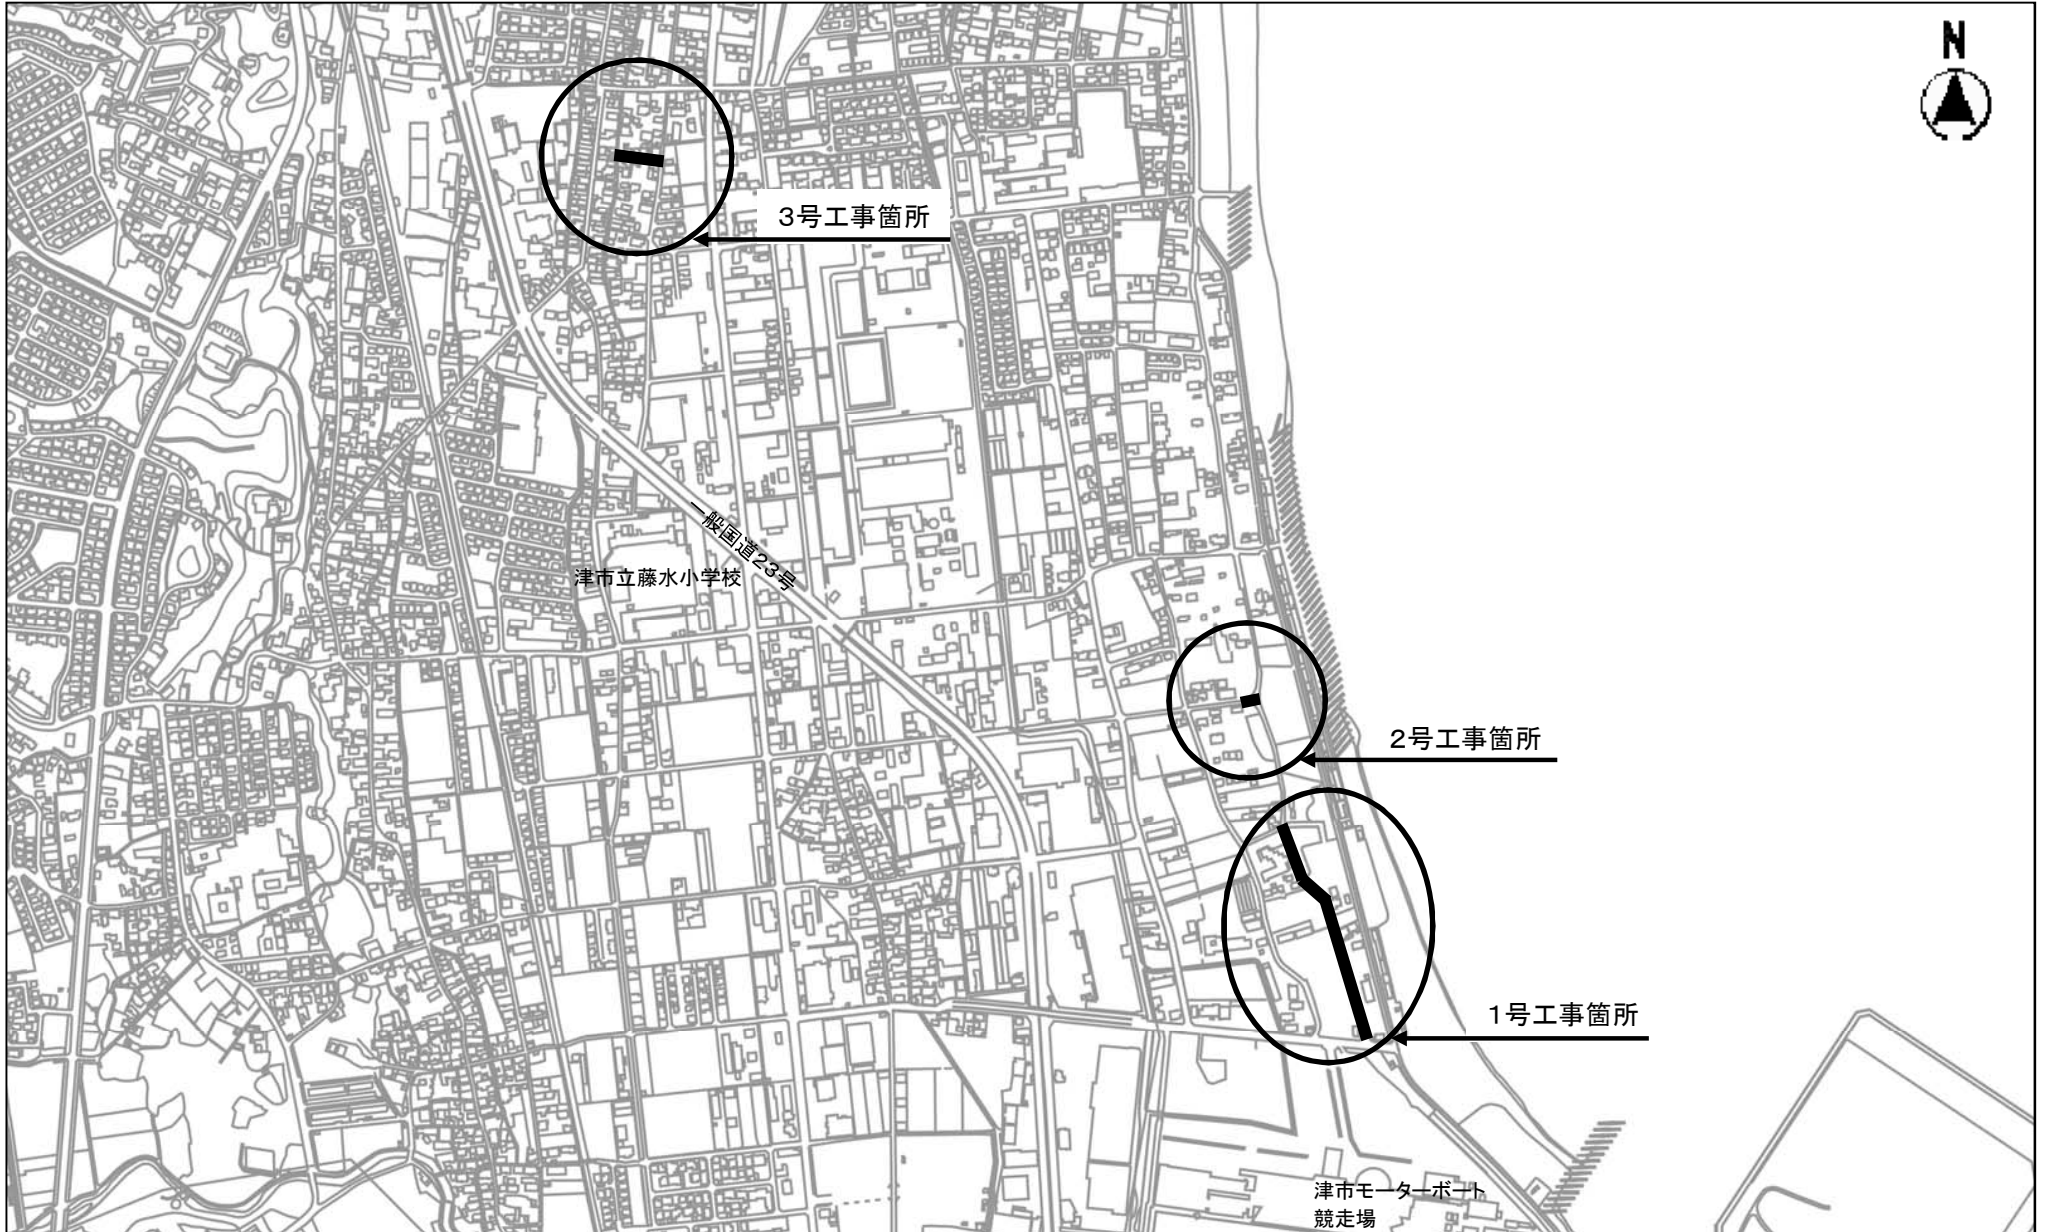 N
3号工事箇所
一般国道23号
津市立藤水小学校
2号工事箇所
1号工事箇所
津市モーターボート
競走場